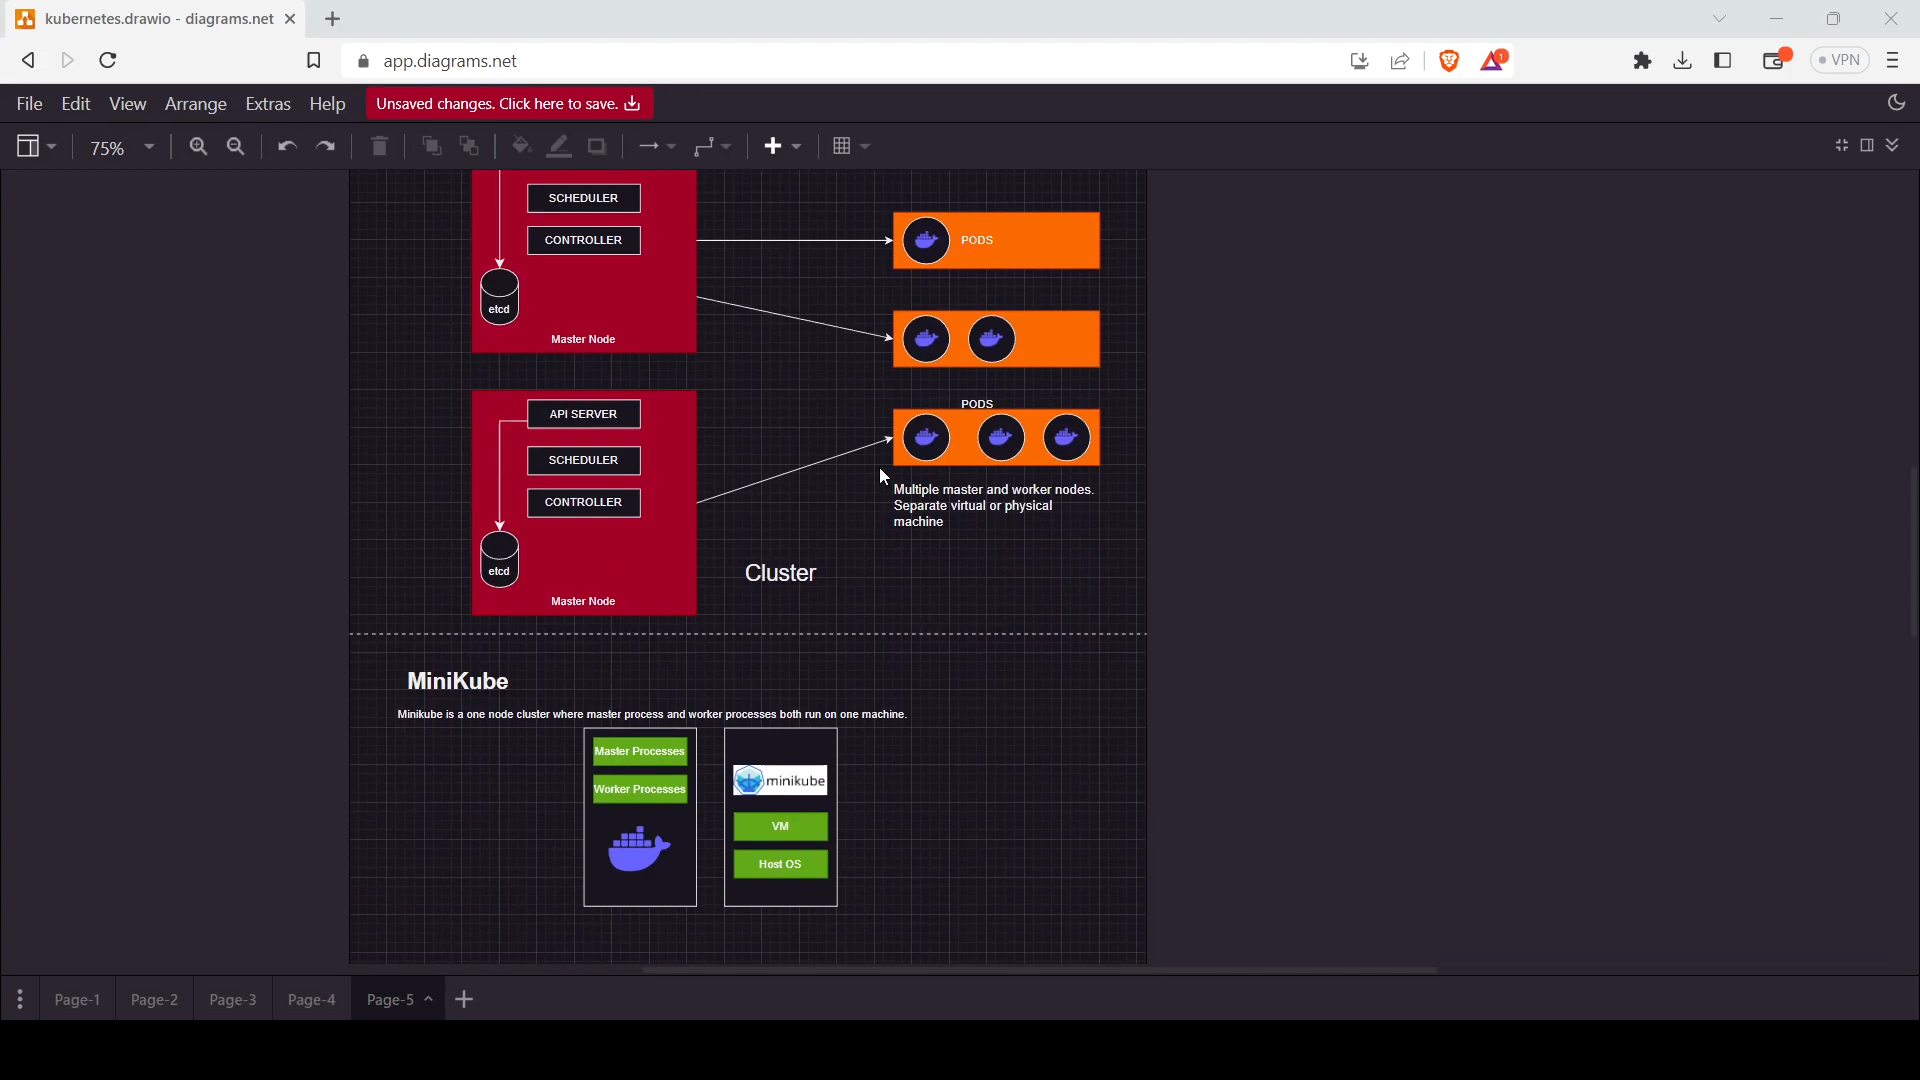 kubernetes.drawio - diagrams.net
app.diagrams.net
1
VPN
File Edit View Arrange Extras Help Unsaved changes. Click here to save.
75%
SCHEDULER
CONTROLLER
etcd
Master Node
PODS
API SERVER
SCHEDULER
CONTROLLER
etcd
Master Node
PODS
Multiple master and worker nodes.
Separate virtual or physical
machine
Cluster
MiniKube
Minikube is a one node cluster where master process and worker processes both run on one machine.
Master Processes
Worker Processes
minikube
VM
Host OS
Page-1 Page-2 Page-3 Page-4 Page-5